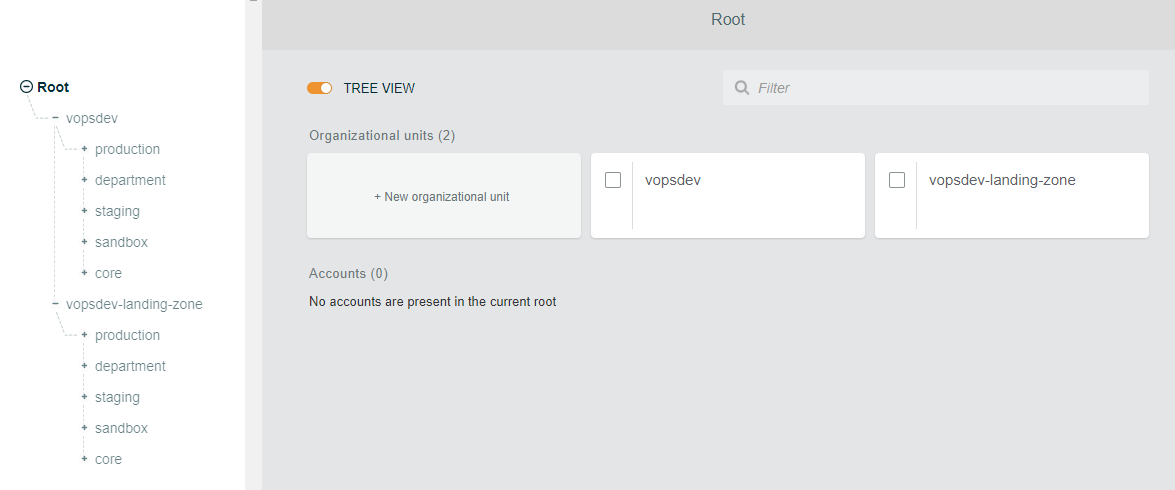 Root
vopsdev
production
department
staging
sandbox
core
vopsdev-landing-zone
production
department
staging
sandbox
core
Root
TREE VIEW
Filter
Organizational units (2)
+ New organizational unit
vopsdev
vopsdev-landing-zone
Accounts (0)
No accounts are present in the current root